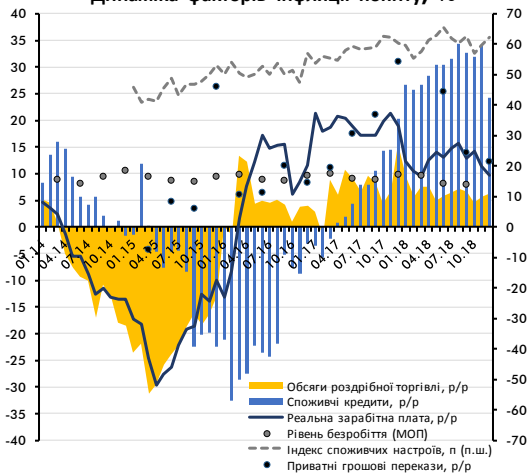 Динаміка факторів інфляції попиту, %
40 70
35 60
30 50
25 40
20 30
15 20
10 10
5
0 0
-5 -10
-10 -20
-15 -30
-20 -40
-25 -50
-30 -60
-35 -70
-40
01.14 04.14 07.14 10.14 01.15 04.15 07.15 10.15 01.16 04.16 07.16 10.16 01.17 04.17 07.17 10.17 01.18 04.18 07.18 10.18
Обсяги роздрібної торгівлі, р/р
Споживчі кредити, р/р
Реальна заробітна плата, р/р
Рівень безробіття (МОП)
Індекс споживчих настроїв, п (п.ш.)
Приватні грошові перекази, р/р